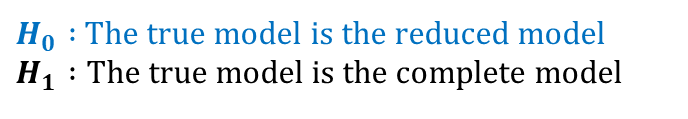 H₀ : The true model is the reduced model
H₁ : The true model is the complete model